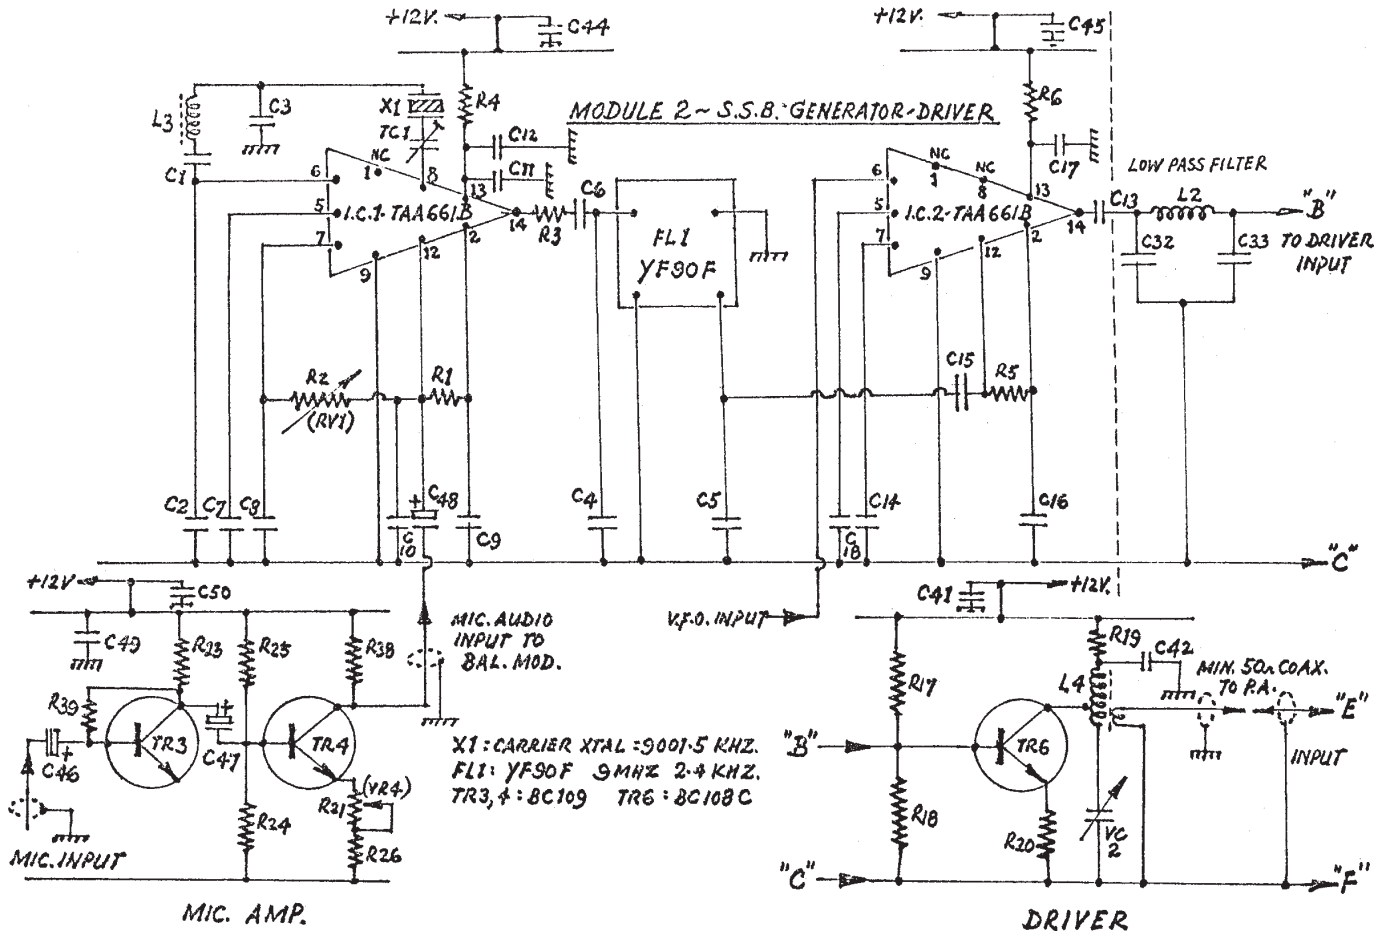 +12V.
C44
+12V.
C45
L3
C3
X1
TC1
R4
MODULE 2 ~ S.S.B. GENERATOR-DRIVER
R6
C12
C11
C17
LOW PASS FILTER
C1
6
NC
1
8
13
C6
6
NC
1
NC
8
13
C13
L2
"B"
5
I.C.1-TAA661B
14
R3
FL1
YF90F
5
I.C.2-TAA661B
14
C32
C33
TO DRIVER
INPUT
7
9
12
2
7
9
12
2
R2
(RV1)
R1
C15
R5
C2
C7
C8
C
10
C48
+
C9
C4
C5
C
18
C14
C16
"C"
+12V
C50
C49
R23
R25
R38
MIC. AUDIO
INPUT TO
BAL. MOD.
V.F.O. INPUT
C41
+12V.
R19
C42
R39
R17
L4
MIN. 50Ω COAX.
TO P.A.
"E"
INPUT
+
C46
TR3
+
C47
TR4
X1 : CARRIER XTAL = 9001.5 KHZ.
FL1: YF90F 9MHZ 2.4 KHZ.
TR3,4 : BC109 TR6 : BC108C
"B"
TR6
(VR4)
R21
R24
R26
R18
R20
VC
2
MIC. INPUT
"C"
"F"
MIC. AMP.
DRIVER